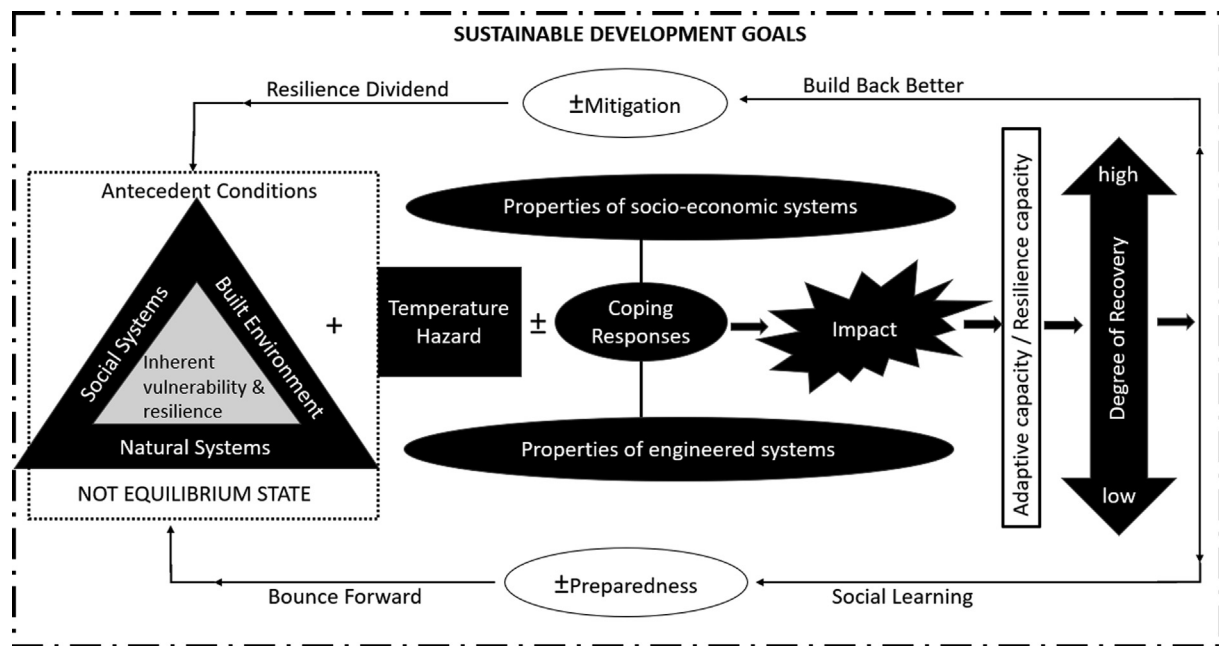 SUSTAINABLE DEVELOPMENT GOALS
Resilience Dividend
±Mitigation
Build Back Better
Antecedent Conditions
Social Systems
Built Environment
Inherent
vulnerability &
resilience
Natural Systems
NOT EQUILIBRIUM STATE
+
Temperature
Hazard
±
Properties of socio-economic systems
Coping
Responses
Properties of engineered systems
Impact
Adaptive capacity / Resilience capacity
high
Degree of Recovery
low
Bounce Forward
±Preparedness
Social Learning